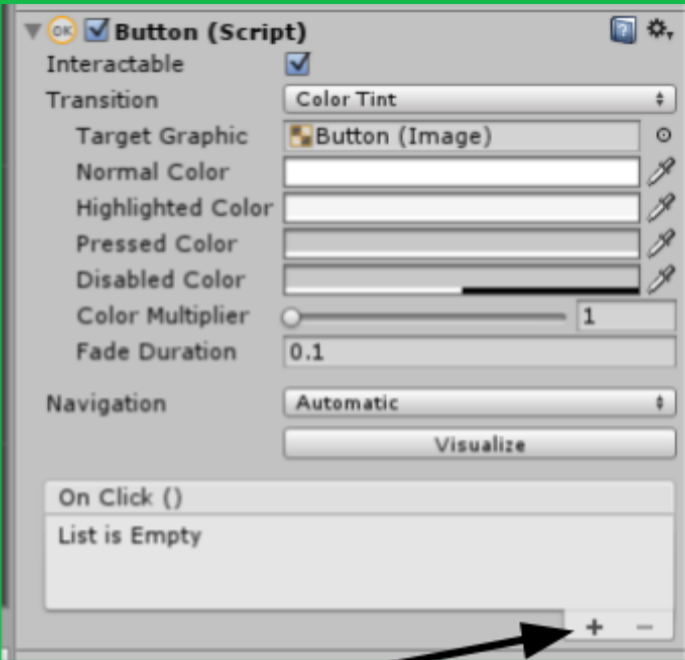 OK Button (Script)
Interactable
Transition Color Tint
Target Graphic Button (Image)
Normal Color
Highlighted Color
Pressed Color
Disabled Color
Color Multiplier 1
Fade Duration 0.1
Navigation Automatic
Visualize
On Click ()
List is Empty
+ −